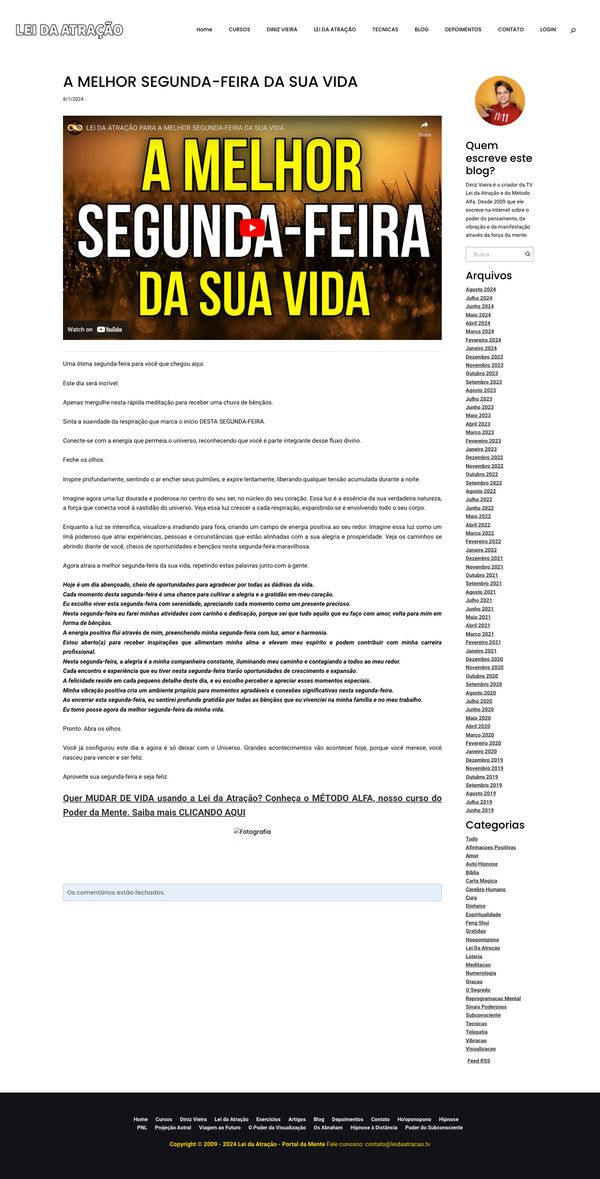 LEI DA ATRAÇÃO
Home CURSOS DINIZ VIEIRA LEI DA ATRAÇÃO TECNICAS BLOG DEPOIMENTOS CONTATO LOGIN
A MELHOR SEGUNDA-FEIRA DA SUA VIDA
8/1/2024
LEI DA ATRAÇÃO PARA A MELHOR SEGUNDA-FEIRA DA SUA VIDA
Share
A MELHOR
SEGUNDA-FEIRA
DA SUA VIDA
Watch on YouTube
Uma ótima segunda-feira para você que chegou aqui.
Este dia será incrível.
Apenas mergulhe nesta rápida meditação para receber uma chuva de bênçãos.
Sinta a suavidade da respiração que marca o início DESTA SEGUNDA-FEIRA.
Conecte-se com a energia que permeia o universo, reconhecendo que você é parte integrante desse fluxo divino.
Feche os olhos.
Inspire profundamente, sentindo o ar encher seus pulmões, e expire lentamente, liberando qualquer tensão acumulada durante a noite.
Imagine agora uma luz dourada e poderosa no centro do seu ser, no núcleo do seu coração. Essa luz é a essência da sua verdadeira natureza,
a força que conecta você à vastidão do universo. Veja essa luz crescer a cada respiração, expandindo-se e envolvendo todo o seu corpo.
Enquanto a luz se intensifica, visualize-a irradiando para fora, criando um campo de energia positiva ao seu redor. Imagine essa luz como um
ímã poderoso que atrai experiências, pessoas e circunstâncias que estão alinhadas com a sua alegria e prosperidade. Veja os caminhos se
abrindo diante de você, cheios de oportunidades e bençãos nesta segunda-feira maravilhosa.
Agora atraia a melhor segunda-feira da sua vida, repetindo estas palavras junto com a gente.
Hoje é um dia abençoado, cheio de oportunidades para agradecer por todas as dádivas da vida.
Cada momento desta segunda-feira é uma chance para cultivar a alegria e a gratidão em meu coração.
Eu escolho viver esta segunda-feira com serenidade, apreciando cada momento como um presente precioso.
Nesta segunda-feira eu farei minhas atividades com carinho e dedicação, porque sei que tudo aquilo que eu faço com amor, volta para mim em
forma de bênçãos.
A energia positiva flui através de mim, preenchendo minha segunda-feira com luz, amor e harmonia.
Estou aberto(a) para receber inspirações que alimentam minha alma e elevam meu espírito e podem contribuir com minha carreira
profissional.
Nesta segunda-feira, a alegria é a minha companheira constante, iluminando meu caminho e contagiando a todos ao meu redor.
Cada encontro e experiência que eu tiver nesta segunda-feira trarão oportunidades de crescimento e expansão.
A felicidade reside em cada pequeno detalhe deste dia, e eu escolho perceber e apreciar esses momentos especiais.
Minha vibração positiva cria um ambiente propício para momentos agradáveis e conexões significativas nesta segunda-feira.
Ao encerrar esta segunda-feira, eu sentirei profunda gratidão por todas as bênçãos que eu vivenciei na minha família e no meu trabalho.
Eu tomo posse agora da melhor segunda-feira da minha vida.
Pronto. Abra os olhos.
Você já configurou este dia e agora é só deixar com o Universo. Grandes acontecimentos vão acontecer hoje, porque você merece, você
nasceu para vencer e ser feliz.
Aproveite sua segunda-feira e seja feliz.
Quer MUDAR DE VIDA usando a Lei da Atração? Conheça o MÉTODO ALFA, nosso curso do
Poder da Mente. Saiba mais CLICANDO AQUI
Fotografia
Os comentários estão fechados.
11:11
Quem
escreve este
blog?
Diniz Vieira é o criador da TV
Lei da Atração e do Método
Alfa. Desde 2009 que ele
escreve na Internet sobre o
poder do pensamento, da
vibração e da manifestação
através da força da mente.
Busca
Arquivos
Agosto 2024
Julho 2024
Junho 2024
Maio 2024
Abril 2024
Março 2024
Fevereiro 2024
Janeiro 2024
Dezembro 2023
Novembro 2023
Outubro 2023
Setembro 2023
Agosto 2023
Julho 2023
Junho 2023
Maio 2023
Abril 2023
Março 2023
Fevereiro 2023
Janeiro 2023
Dezembro 2022
Novembro 2022
Outubro 2022
Setembro 2022
Agosto 2022
Julho 2022
Junho 2022
Maio 2022
Abril 2022
Março 2022
Fevereiro 2022
Janeiro 2022
Dezembro 2021
Novembro 2021
Outubro 2021
Setembro 2021
Agosto 2021
Julho 2021
Junho 2021
Maio 2021
Abril 2021
Março 2021
Fevereiro 2021
Janeiro 2021
Dezembro 2020
Novembro 2020
Outubro 2020
Setembro 2020
Agosto 2020
Julho 2020
Junho 2020
Maio 2020
Abril 2020
Março 2020
Fevereiro 2020
Janeiro 2020
Dezembro 2019
Novembro 2019
Outubro 2019
Setembro 2019
Agosto 2019
Julho 2019
Junho 2019
Categorias
Tudo
Afirmacoes Positivas
Amor
Auto Hipnose
Biblia
Carta Magica
Cerebro Humano
Cura
Dinheiro
Espiritualidade
Feng Shui
Gratidao
Hooponopono
Lei Da Atracao
Loteria
Meditacao
Numerologia
Oracao
O Segredo
Reprogramacao Mental
Sinais Poderosos
Subconsciente
Tecnicas
Telepatia
Vibracao
Visualizacao
Feed RSS
Home Cursos Diniz Vieira Lei da Atração Exercícios Artigos Blog Depoimentos Contato Ho'oponopono Hipnose
PNL Projeção Astral Viagem ao Futuro O Poder da Visualização Os Abraham Hipnose à Distância Poder do Subconsciente
Copyright © 2009 - 2024 Lei da Atração - Portal da Mente Fale conosco: contato@leidaatracao.tv